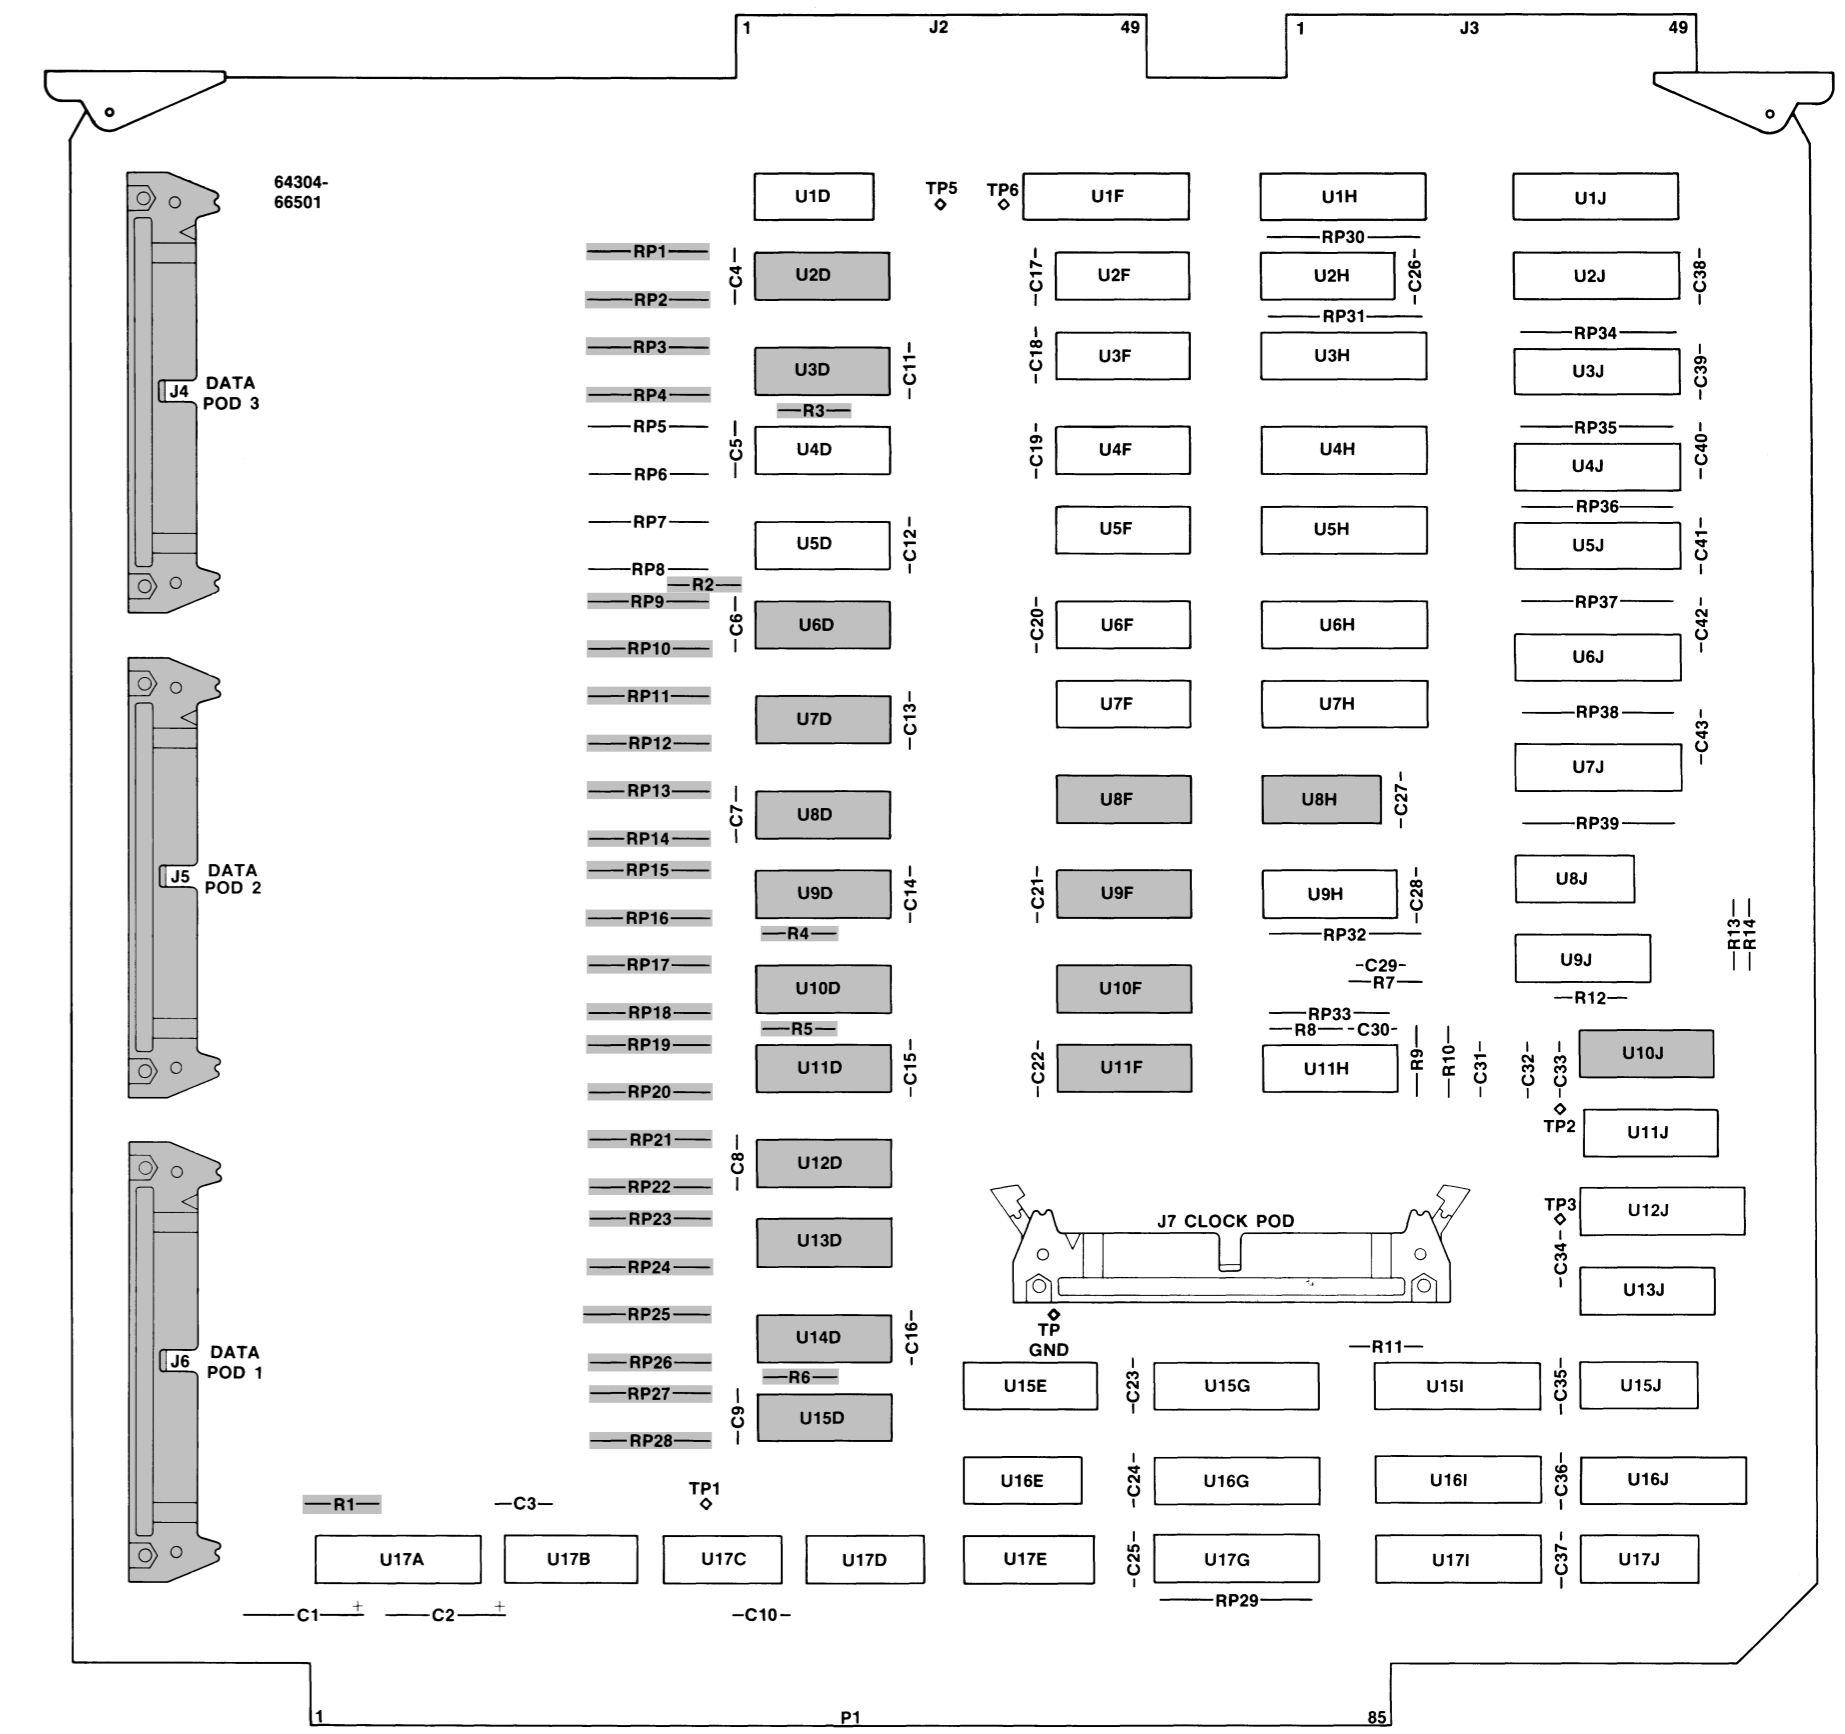 1 J2 49
1 J3 49
64304-
66501
U1D
TP5
TP6
U1F
U1H
U1J
RP30
RP1
C4
U2D
C17
U2F
U2H
C26
U2J
C38
RP2
RP31
RP34
RP3
U3D
C11
C18
U3F
U3H
U3J
C39
J4
DATA
POD 3
RP4
R3
RP5
C5
U4D
C19
U4F
U4H
RP35
U4J
C40
RP6
RP36
RP7
U5D
C12
U5F
U5H
U5J
C41
RP8
R2
RP9
C6
U6D
C20
U6F
U6H
RP37
C42
RP10
U6J
RP11
U7D
C13
U7F
U7H
RP38
C43
RP12
U7J
RP13
C7
U8D
U8F
U8H
C27
RP14
RP39
J5
DATA
POD 2
RP15
U9D
C14
C21
U9F
U9H
C28
U8J
RP16
R4
RP32
R13
R14
RP17
U10D
U10F
C29
R7
U9J
R12
RP18
R5
RP33
R8
C30
RP19
U11D
C15
C22
U11F
U11H
R9
R10
C31
C32
C33
U10J
RP20
TP2
U11J
RP21
C8
U12D
RP22
TP3
U12J
RP23
U13D
J7 CLOCK POD
C34
RP24
U13J
RP25
U14D
C16
TP
GND
RP26
R6
R11
J6
DATA
POD 1
RP27
C9
U15D
U15E
C23
U15G
U15I
C35
U15J
RP28
U16E
C24
U16G
U16I
C36
U16J
R1
C3
TP1
U17A
U17B
U17C
U17D
U17E
C25
U17G
U17I
C37
U17J
RP29
C1 +
C2 +
C10
1 P1 85